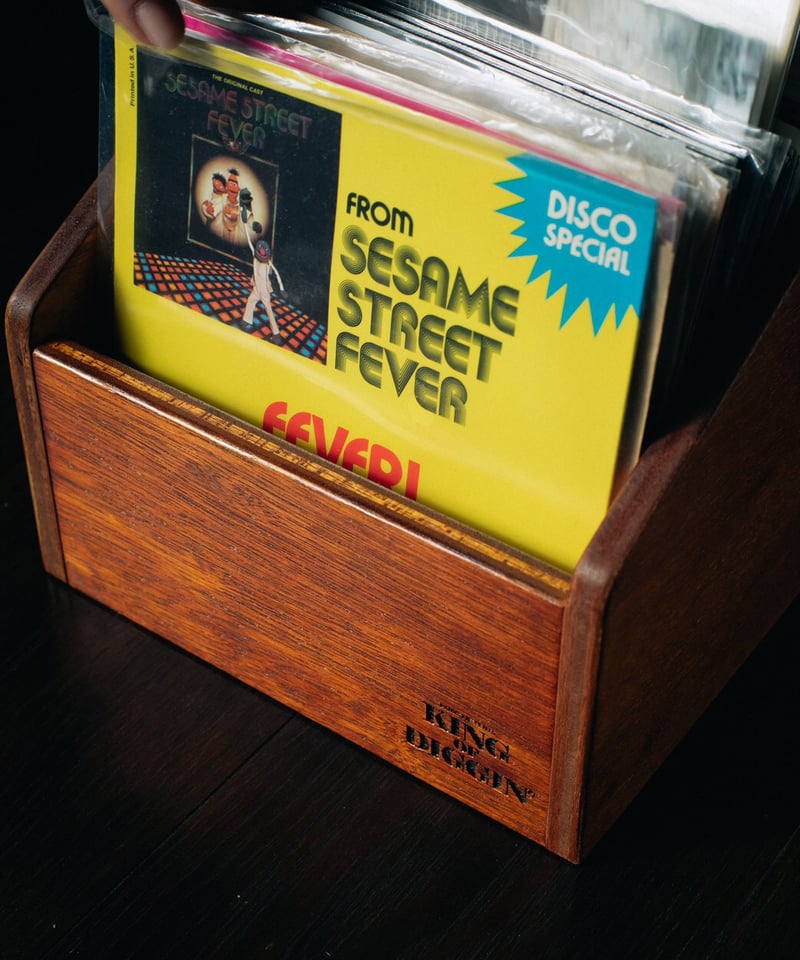 Printed in U.S.A.
THE ORIGINAL CAST
SESAME STREET
FEVER
FROM
SESAME
STREET
FEVER
DISCO
SPECIAL
FEVER!
KING
OF
DIGGIN'